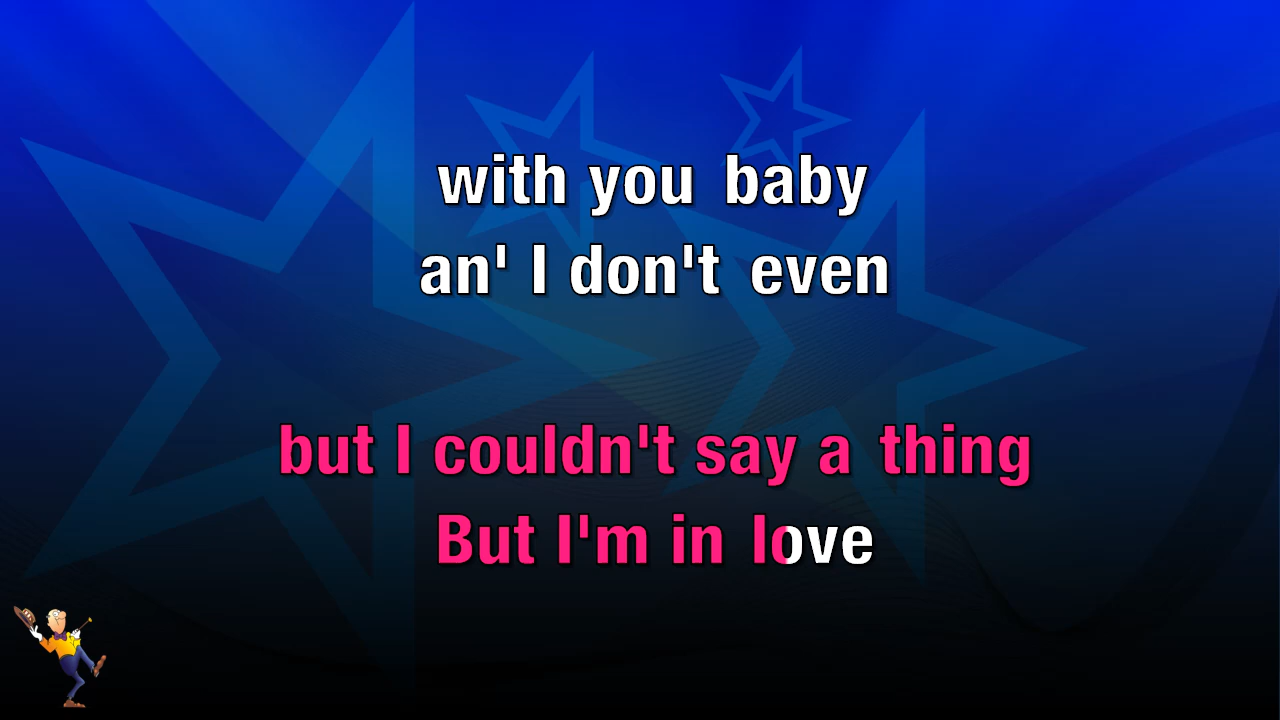 with you baby
an' I don't even
but I couldn't say a thing
But I'm in love